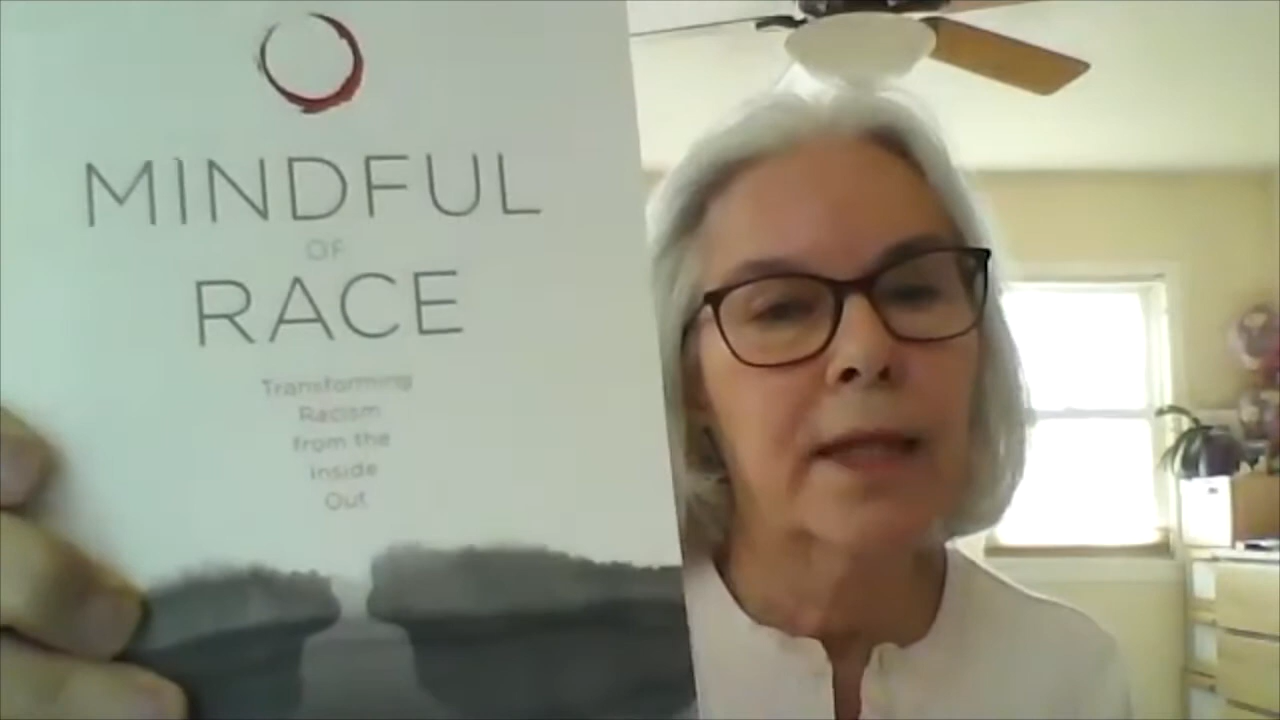 MINDFUL
OF
RACE
Transforming
Racism
from the
Inside
Out